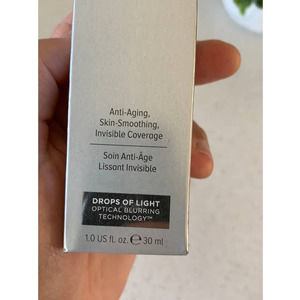 Anti-Aging,
Skin-Smoothing,
Invisible Coverage
Soin Anti-Âge
Lissant Invisible
DROPS OF LIGHT
OPTICAL BLURRING
TECHNOLOGY™
1.0 US fl. oz. ℮ 30 ml